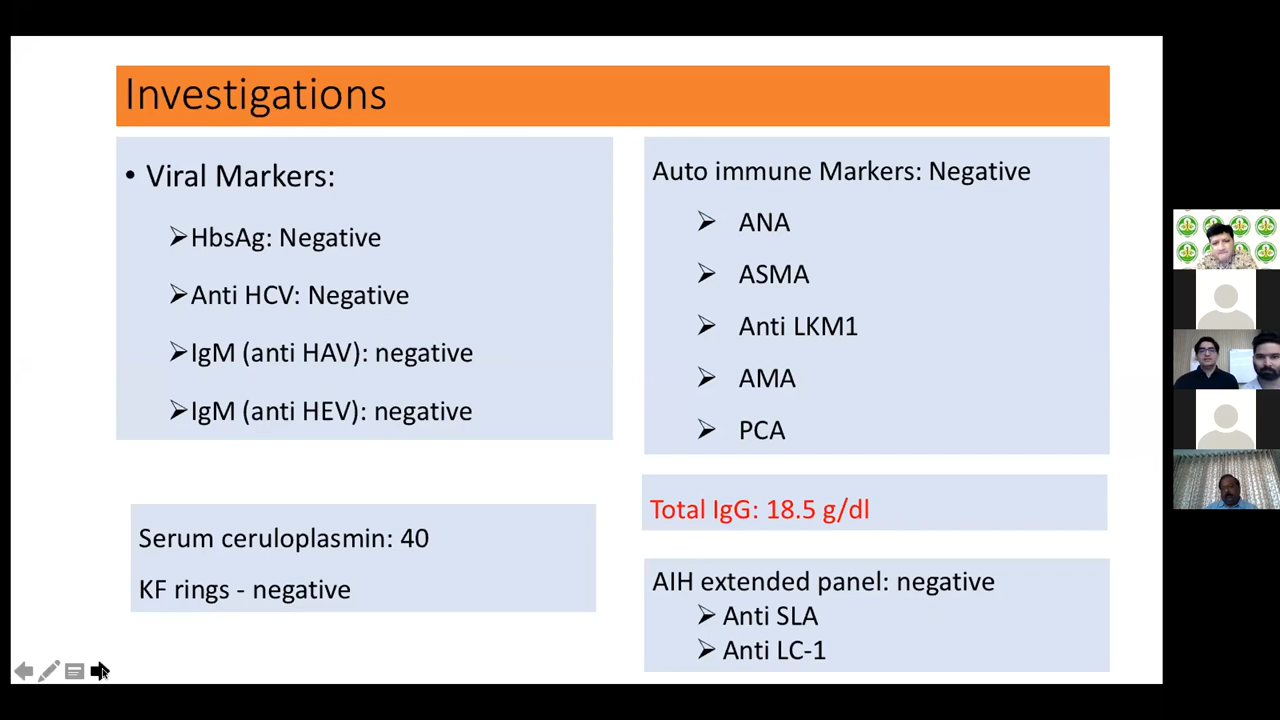 Investigations
• Viral Markers:
➢HbsAg: Negative
➢Anti HCV: Negative
➢IgM (anti HAV): negative
➢IgM (anti HEV): negative
Serum ceruloplasmin: 40
KF rings - negative
Auto immune Markers: Negative
➢ ANA
➢ ASMA
➢ Anti LKM1
➢ AMA
➢ PCA
Total IgG: 18.5 g/dl
AIH extended panel: negative
➢ Anti SLA
➢ Anti LC-1